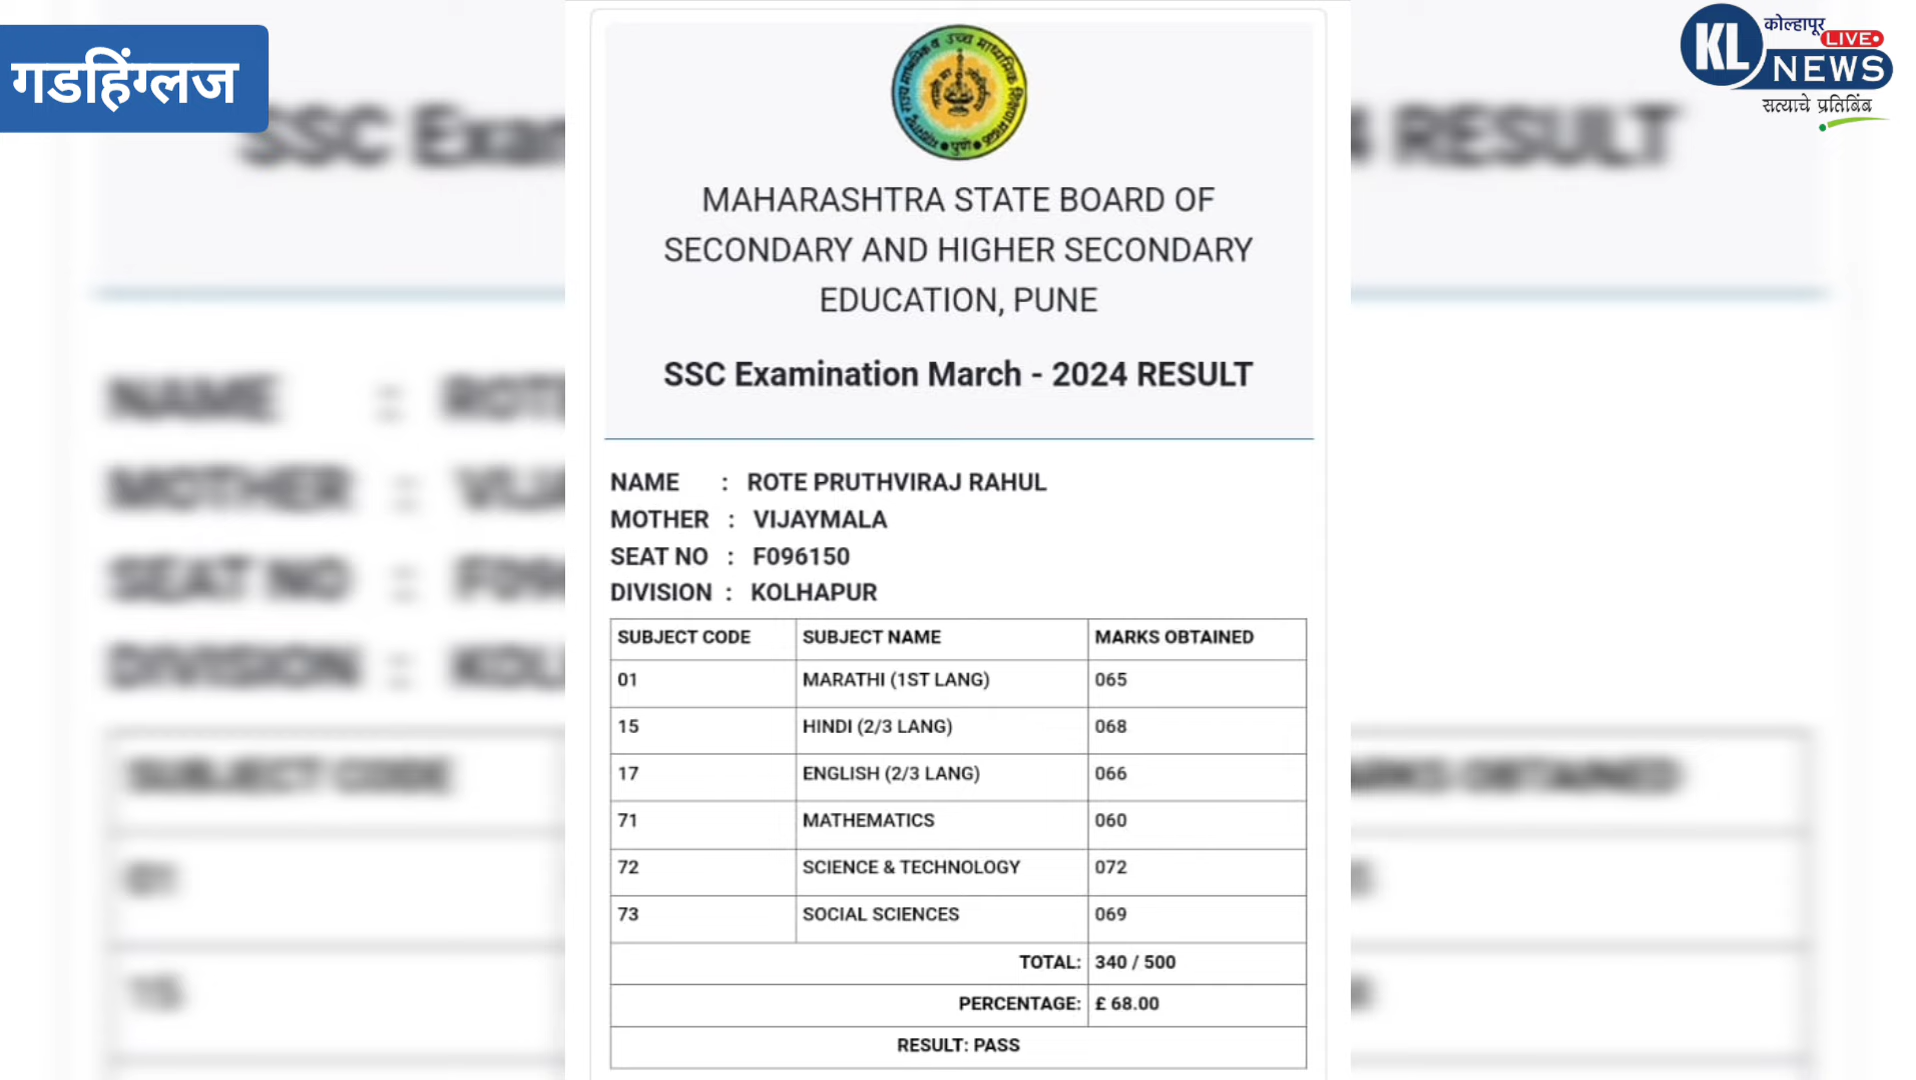 गडहिंग्लज
KL
कोल्हापूर
LIVE
NEWS
सत्याचे प्रतिबिंब
MAHARASHTRA STATE BOARD OF
SECONDARY AND HIGHER SECONDARY
EDUCATION, PUNE
SSC Examination March - 2024 RESULT
NAME : ROTE PRUTHVIRAJ RAHUL
MOTHER : VIJAYMALA
SEAT NO : F096150
DIVISION : KOLHAPUR
SUBJECT CODE SUBJECT NAME MARKS OBTAINED
01 MARATHI (1ST LANG) 065
15 HINDI (2/3 LANG) 068
17 ENGLISH (2/3 LANG) 066
71 MATHEMATICS 060
72 SCIENCE & TECHNOLOGY 072
73 SOCIAL SCIENCES 069
TOTAL: 340 / 500
PERCENTAGE: £ 68.00
RESULT: PASS